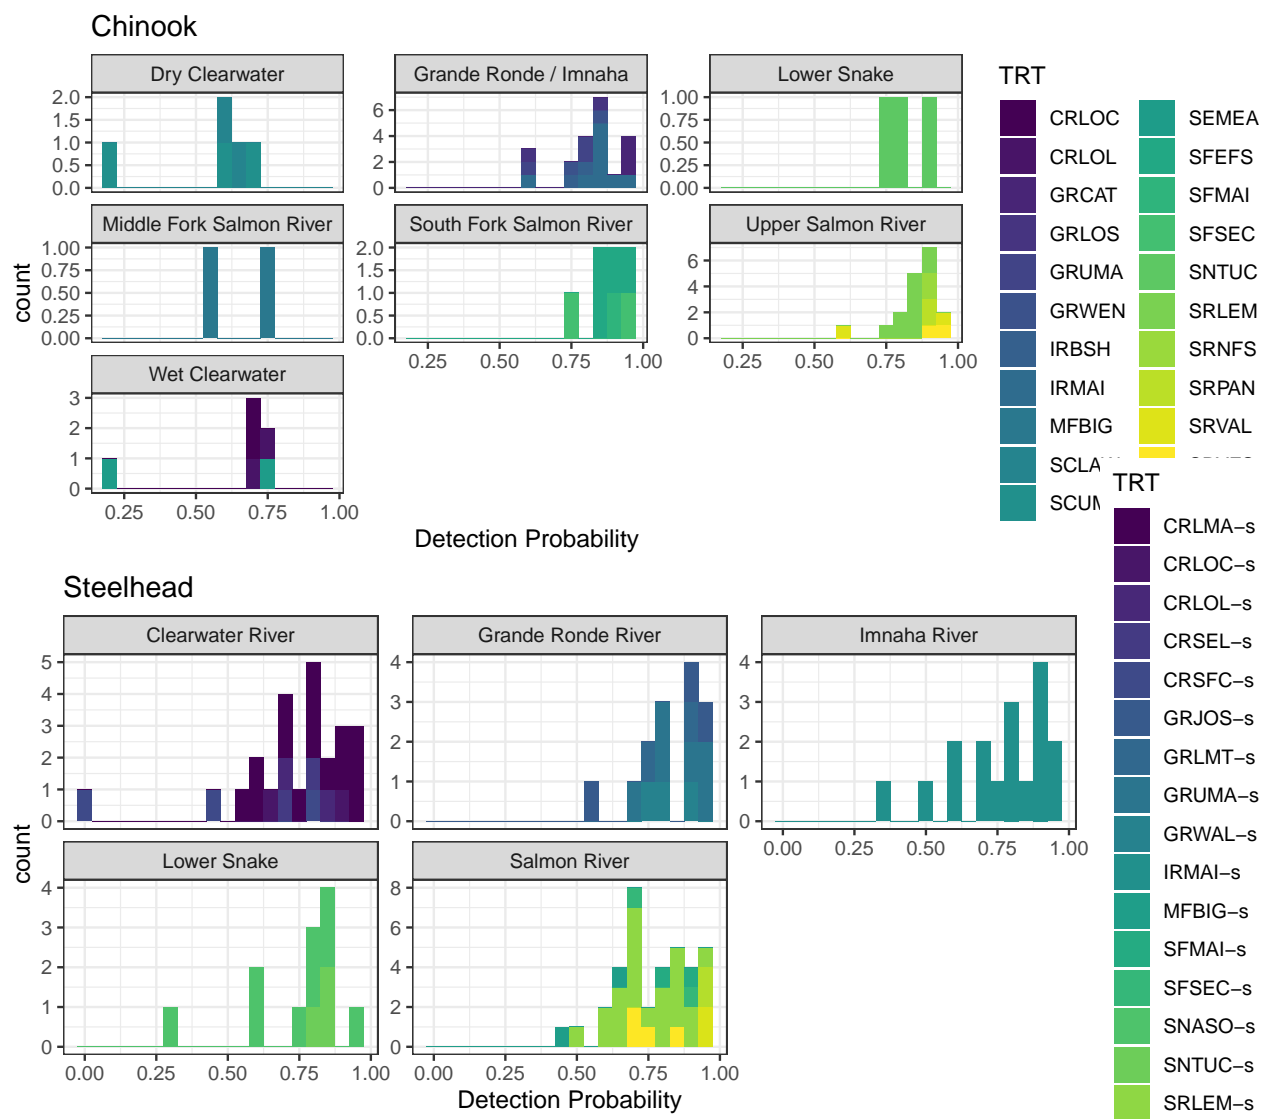 Chinook
Dry Clearwater
Grande Ronde / Imnaha
Lower Snake
2.0
1.5
1.0
0.5
0.0
6
4
2
0
0.25 0.50 0.75 1.00
1.00
0.75
0.50
0.25
0.00
Middle Fork Salmon River
South Fork Salmon River
Upper Salmon River
1.00
0.75
0.50
0.25
0.00
2.0
1.5
1.0
0.5
0.0
0.25 0.50 0.75 1.00
6
4
2
0
0.25 0.50 0.75 1.00
Wet Clearwater
3
2
1
0
0.25 0.50 0.75 1.00
count
Detection Probability
TRT
CRLOC
CRLOL
GRCAT
GRLOS
GRUMA
GRWEN
IRBSH
IRMAI
MFBIG
SCLA
SCUM
SEMEA
SFEFS
SFMAI
SFSEC
SNTUC
SRLEM
SRNFS
SRPAN
SRVAL
Steelhead
Clearwater River
Grande Ronde River
Imnaha River
5
4
3
2
1
0
4
3
2
1
0
4
3
2
1
0
0.00 0.25 0.50 0.75 1.00
Lower Snake
Salmon River
4
3
2
1
0
0.00 0.25 0.50 0.75 1.00
8
6
4
2
0
0.00 0.25 0.50 0.75 1.00
count
Detection Probability
TRT
CRLMA-s
CRLOC-s
CRLOL-s
CRSEL-s
CRSFC-s
GRJOS-s
GRLMT-s
GRUMA-s
GRWAL-s
IRMAI-s
MFBIG-s
SFMAI-s
SFSEC-s
SNASO-s
SNTUC-s
SRLEM-s